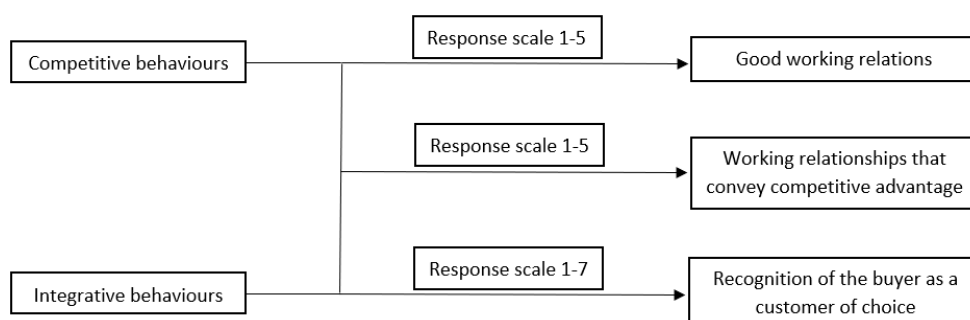 Response scale 1-5
Competitive behaviours
Good working relations
Response scale 1-5
Working relationships that
convey competitive advantage
Response scale 1-7
Integrative behaviours
Recognition of the buyer as a
customer of choice